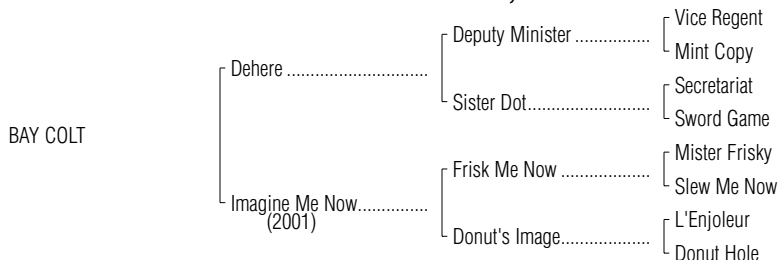 Vice Regent
Deputy Minister ................
Mint Copy
Dehere .............................
Secretariat
Sister Dot..........................
Sword Game
BAY COLT
Mister Frisky
Frisk Me Now ...................
Slew Me Now
Imagine Me Now...............
(2001)
L'Enjoleur
Donut's Image...................
Donut Hole